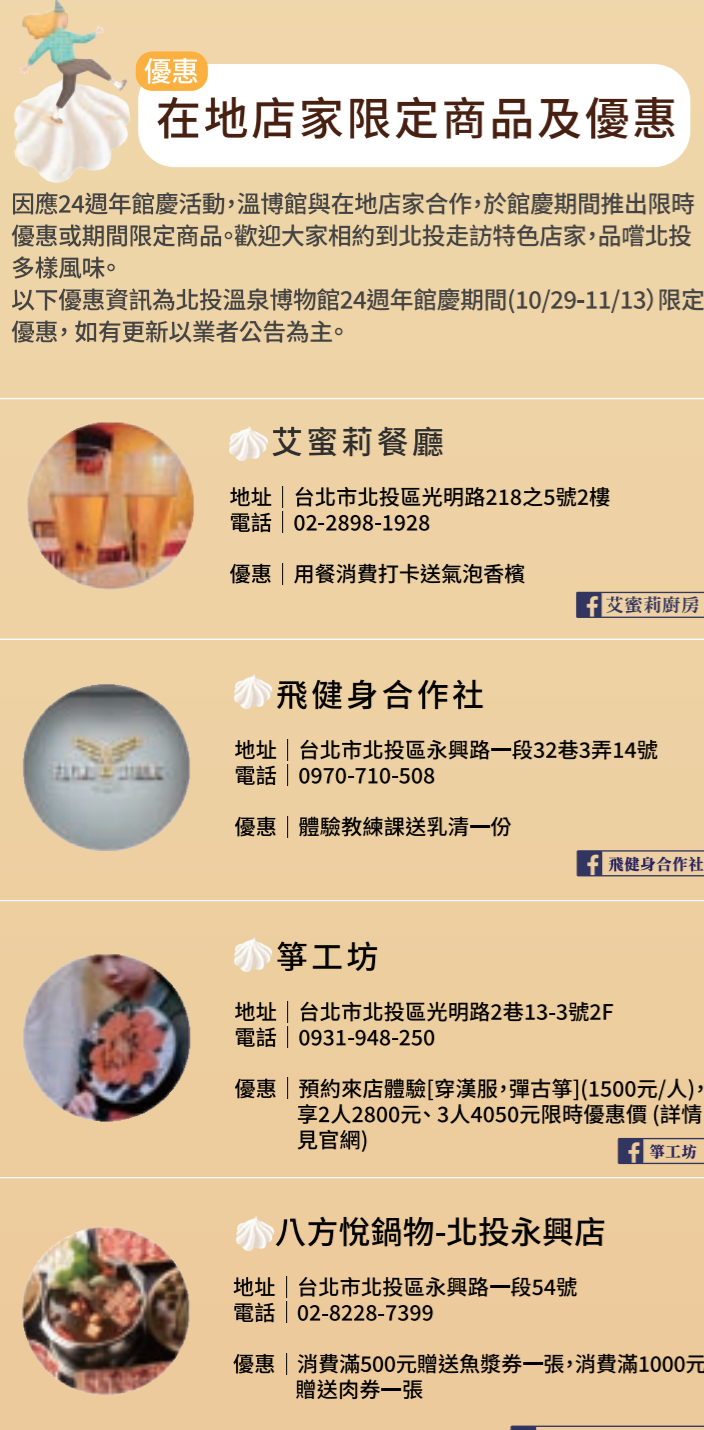 優惠
在地店家限定商品及優惠
因應24週年館慶活動，溫博館與在地店家合作，於館慶期間推出限時
優惠或期間限定商品。歡迎大家相約到北投走訪特色店家，品嚐北投
多樣風味。
以下優惠資訊為北投溫泉博物館24週年館慶期間(10/29-11/13）限定
優惠，如有更新以業者公告為主。
艾蜜莉餐廳
地址｜台北市北投區光明路218之5號2樓
電話｜02-2898-1928
優惠｜用餐消費打卡送氣泡香檳
艾蜜莉廚房
飛健身合作社
地址｜台北市北投區永興路一段32巷3弄14號
電話｜0970-710-508
優惠｜體驗教練課送乳清一份
飛健身合作社
箏工坊
地址｜台北市北投區光明路2巷13-3號2F
電話｜0931-948-250
優惠｜預約來店體驗[穿漢服，彈古箏](1500元/人)，
享2人2800元、3人4050元限時優惠價 (詳情
見官網)
箏工坊
八方悅鍋物-北投永興店
地址｜台北市北投區永興路一段54號
電話｜02-8228-7399
優惠｜消費滿500元贈送魚漿券一張，消費滿1000元
贈送肉券一張